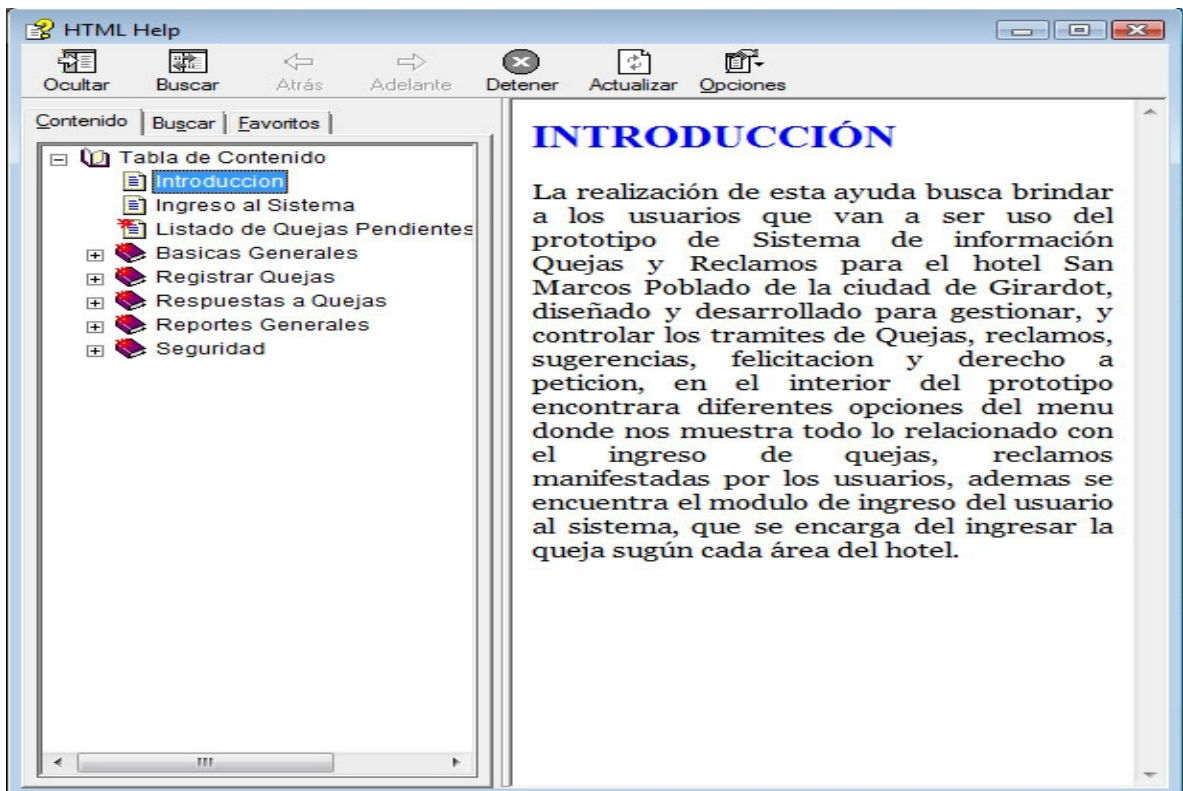 HTML Help
Ocultar Buscar Atrás Adelante Detener Actualizar Opciones
Contenido Buscar Favoritos
Tabla de Contenido
Introduccion
Ingreso al Sistema
Listado de Quejas Pendientes
Basicas Generales
Registrar Quejas
Respuestas a Quejas
Reportes Generales
Seguridad
INTRODUCCIÓN
La realización de esta ayuda busca brindar
a los usuarios que van a ser uso del
prototipo de Sistema de información
Quejas y Reclamos para el hotel San
Marcos Poblado de la ciudad de Girardot,
diseñado y desarrollado para gestionar, y
controlar los tramites de Quejas, reclamos,
sugerencias, felicitacion y derecho a
peticion, en el interior del prototipo
encontrara diferentes opciones del menu
donde nos muestra todo lo relacionado con
el ingreso de quejas, reclamos
manifestadas por los usuarios, ademas se
encuentra el modulo de ingreso del usuario
al sistema, que se encarga del ingresar la
queja sugún cada área del hotel.